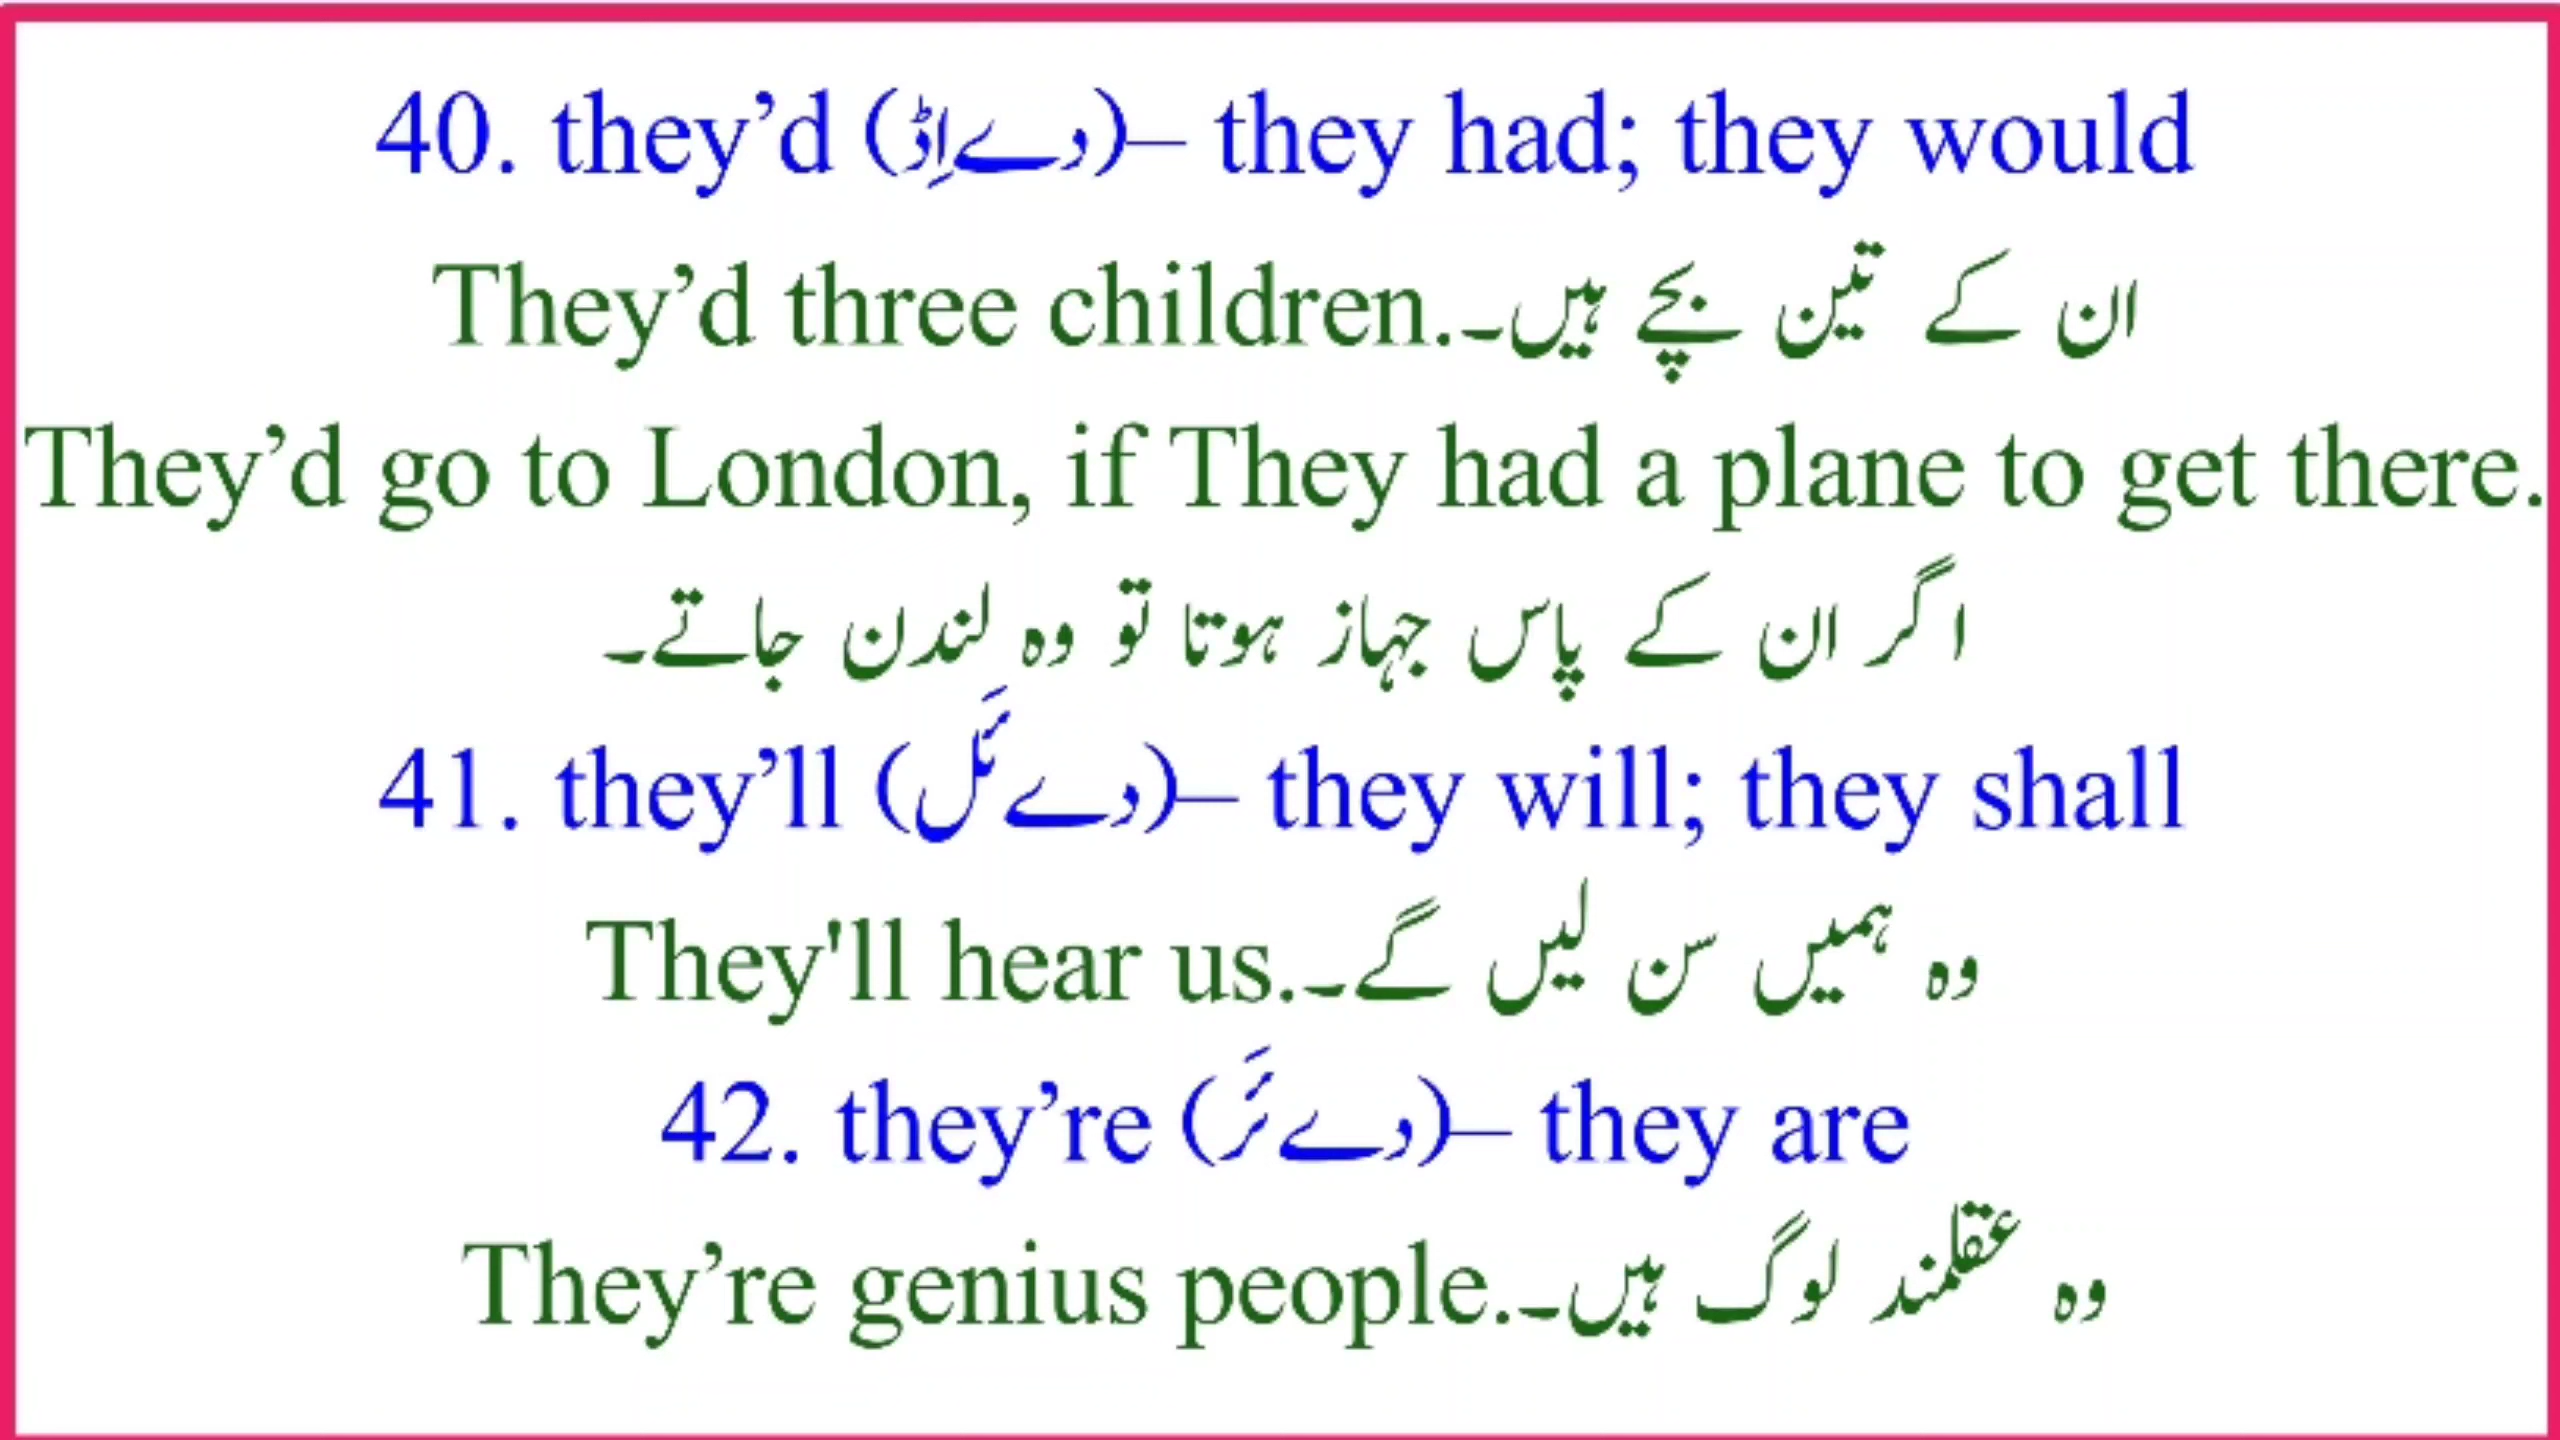 40. they’d (دےاِڈ)– they had; they would
They’d three children.ان کے تین بچے ہیں۔
They’d go to London, if They had a plane to get there.
اگر ان کے پاس جہاز ہوتا تو وہ لندن جاتے۔
41. they’ll (دےئَل)– they will; they shall
They'll hear us.وہ ہمیں سن لیں گے۔
42. they’re (دےئَر)– they are
They’re genius people.وہ عقلمند لوگ ہیں۔